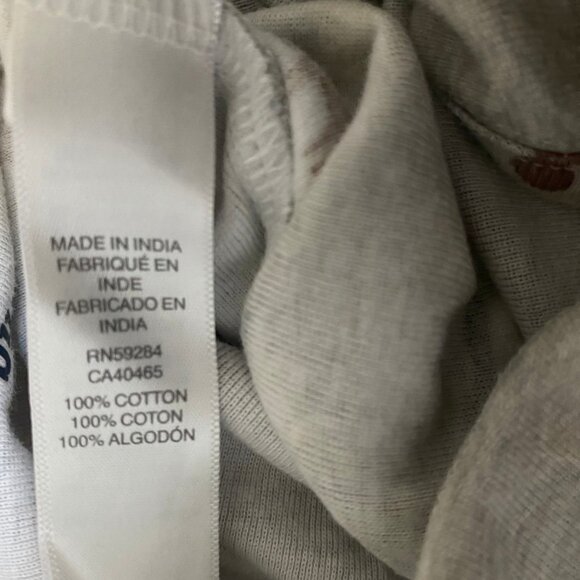 MADE IN INDIA
FABRIQUÉ EN
INDE
FABRICADO EN
INDIA
RN59284
CA40465
100% COTTON
100% COTON
100% ALGODÓN